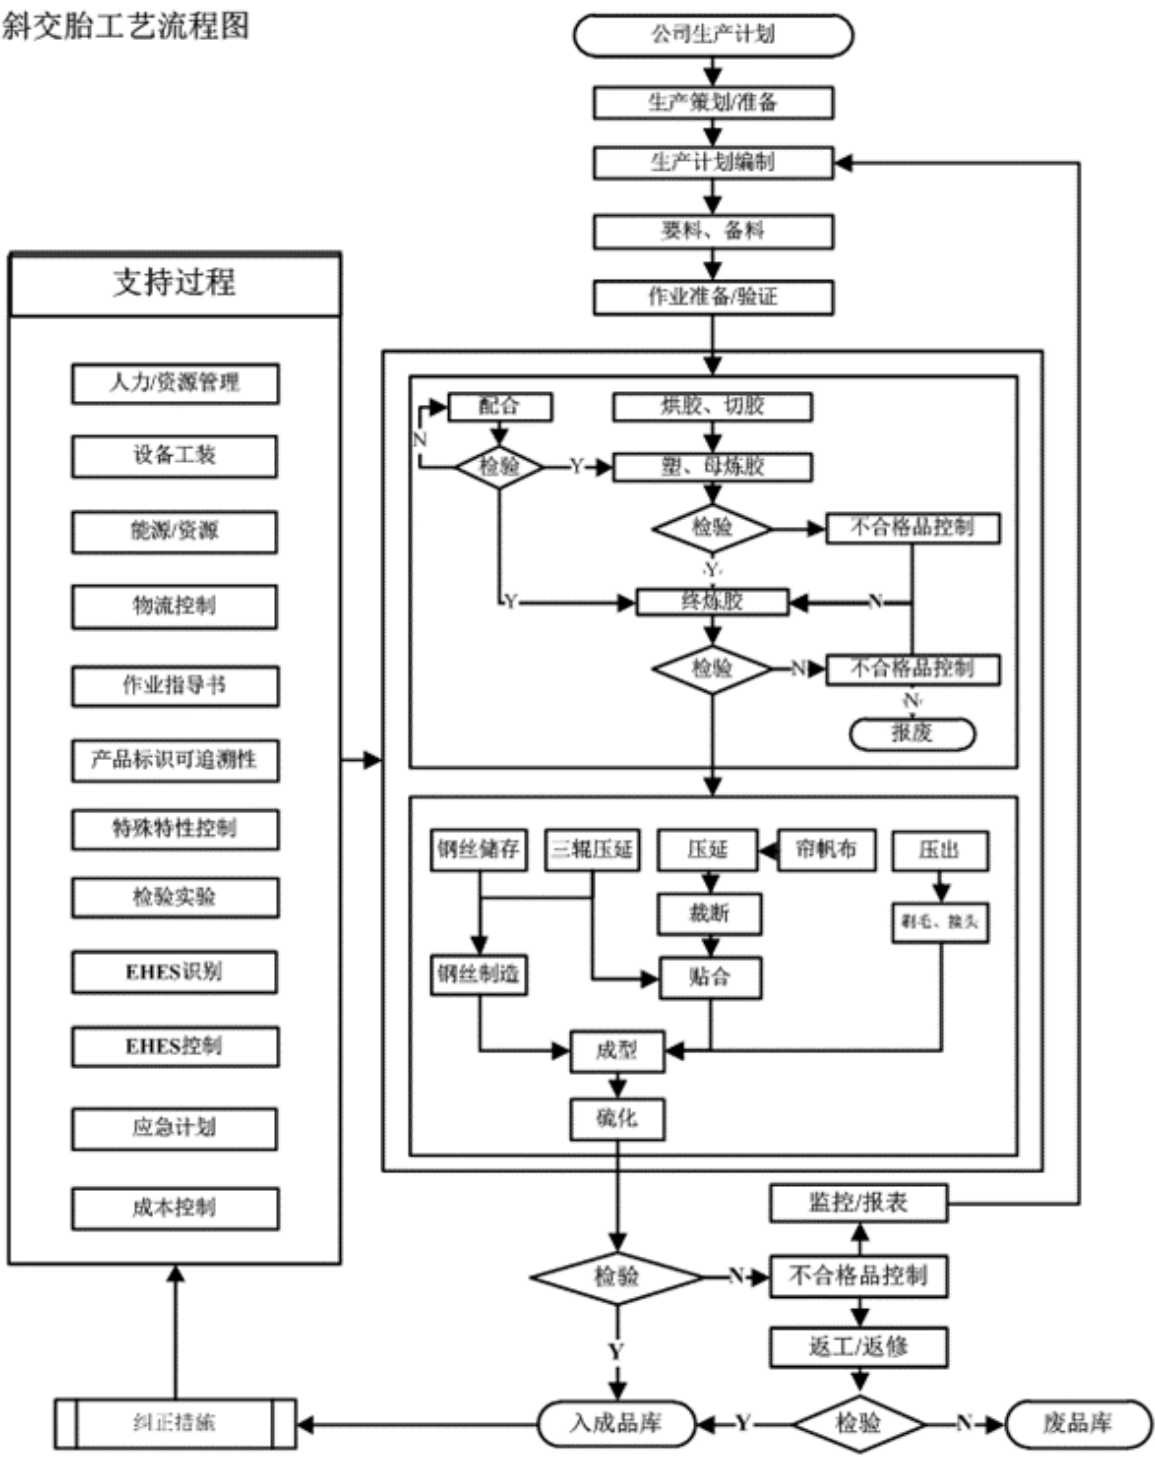 斜交胎工艺流程图
公司生产计划
生产策划/准备
生产计划编制
要料、备料
作业准备/验证
支持过程
人力/资源管理
设备工装
能源/资源
物流控制
作业指导书
产品标识可追溯性
特殊特性控制
检验实验
EHES识别
EHES控制
应急计划
成本控制
配合
烘胶、切胶
N
检验
Y
塑、母炼胶
检验
不合格品控制
Y
Y
终炼胶
N
检验
N
不合格品控制
N
报废
钢丝储存
三辊压延
压延
帘帆布
压出
裁断
刷毛、接头
钢丝制造
贴合
成型
硫化
监控/报表
检验
N
不合格品控制
Y
返工/返修
纠正措施
入成品库
Y
检验
N
废品库